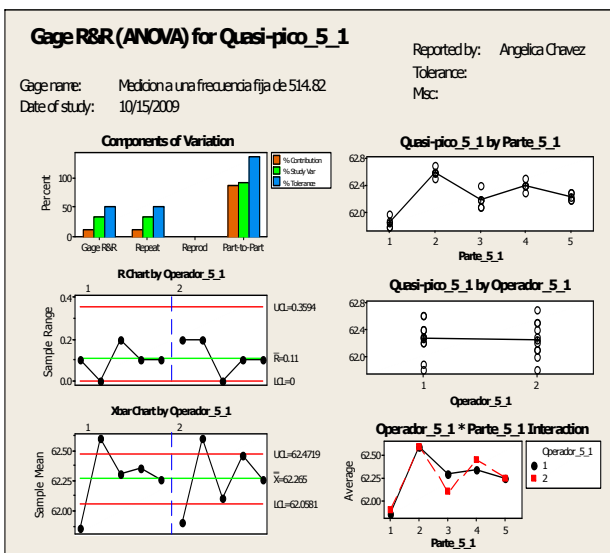 Gage R&R (ANOVA) for Quasi-pico_5_1
Reported by: Angelica Chavez
Tolerance:
Misc:
Gage name: Medicion a una frecuencia fija de 514.82
Date of study: 10/15/2009
Components of Variation
Percent
100
50
0
Gage R&R Repeat Reprod Part-to-Part
% Contribution
% Study Var
% Tolerance
Quasi-pico_5_1 by Parte_5_1
62.8
62.4
62.0
1 2 3 4 5
Parte_5_1
R Chart by Operador_5_1
1 2
Sample Range
0.4
0.2
0.0
UCL=0.3594
R=0.11
LCL=0
Quasi-pico_5_1 by Operador_5_1
62.8
62.4
62.0
1 2
Operador_5_1
Xbar Chart by Operador_5_1
1 2
Sample Mean
62.50
62.25
62.00
UCL=62.4719
X=62.265
LCL=62.0581
Operador_5_1 * Parte_5_1 Interaction
Average
62.50
62.25
62.00
1 2 3 4 5
Parte_5_1
Operador_5_1
1
2